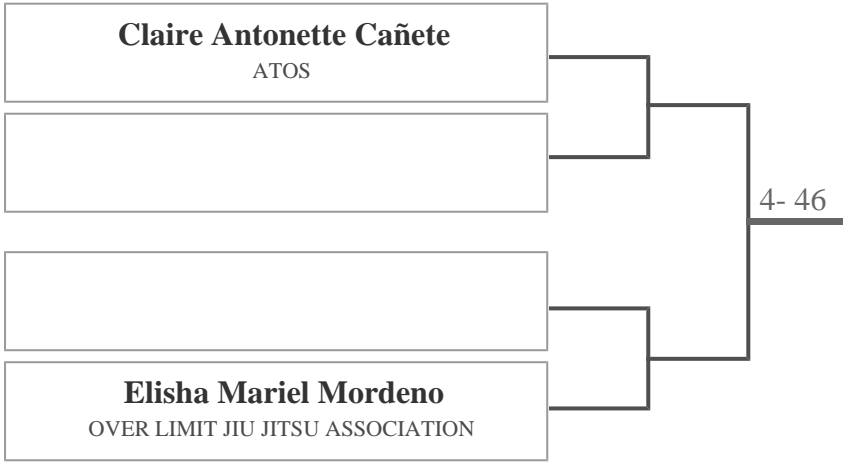 Claire Antonette Cañete
ATOS
4- 46
Elisha Mariel Mordeno
OVER LIMIT JIU JITSU ASSOCIATION